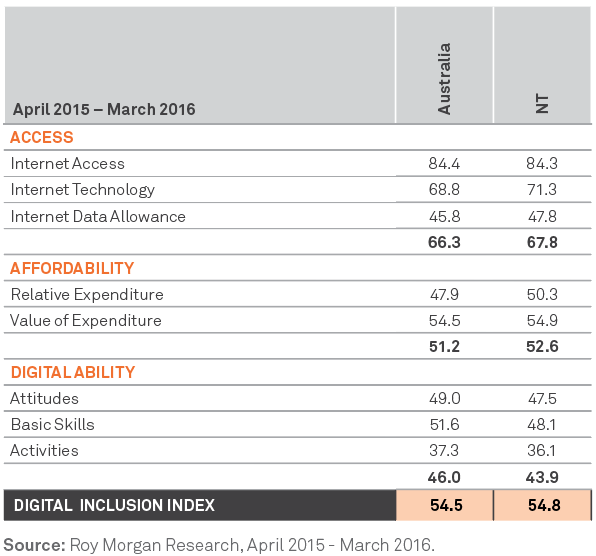 Australia
NT
April 2015 – March 2016
ACCESS
Internet Access 84.4 84.3
Internet Technology 68.8 71.3
Internet Data Allowance 45.8 47.8
66.3 67.8
AFFORDABILITY
Relative Expenditure 47.9 50.3
Value of Expenditure 54.5 54.9
51.2 52.6
DIGITAL ABILITY
Attitudes 49.0 47.5
Basic Skills 51.6 48.1
Activities 37.3 36.1
46.0 43.9
DIGITAL INCLUSION INDEX 54.5 54.8
Source: Roy Morgan Research, April 2015 - March 2016.